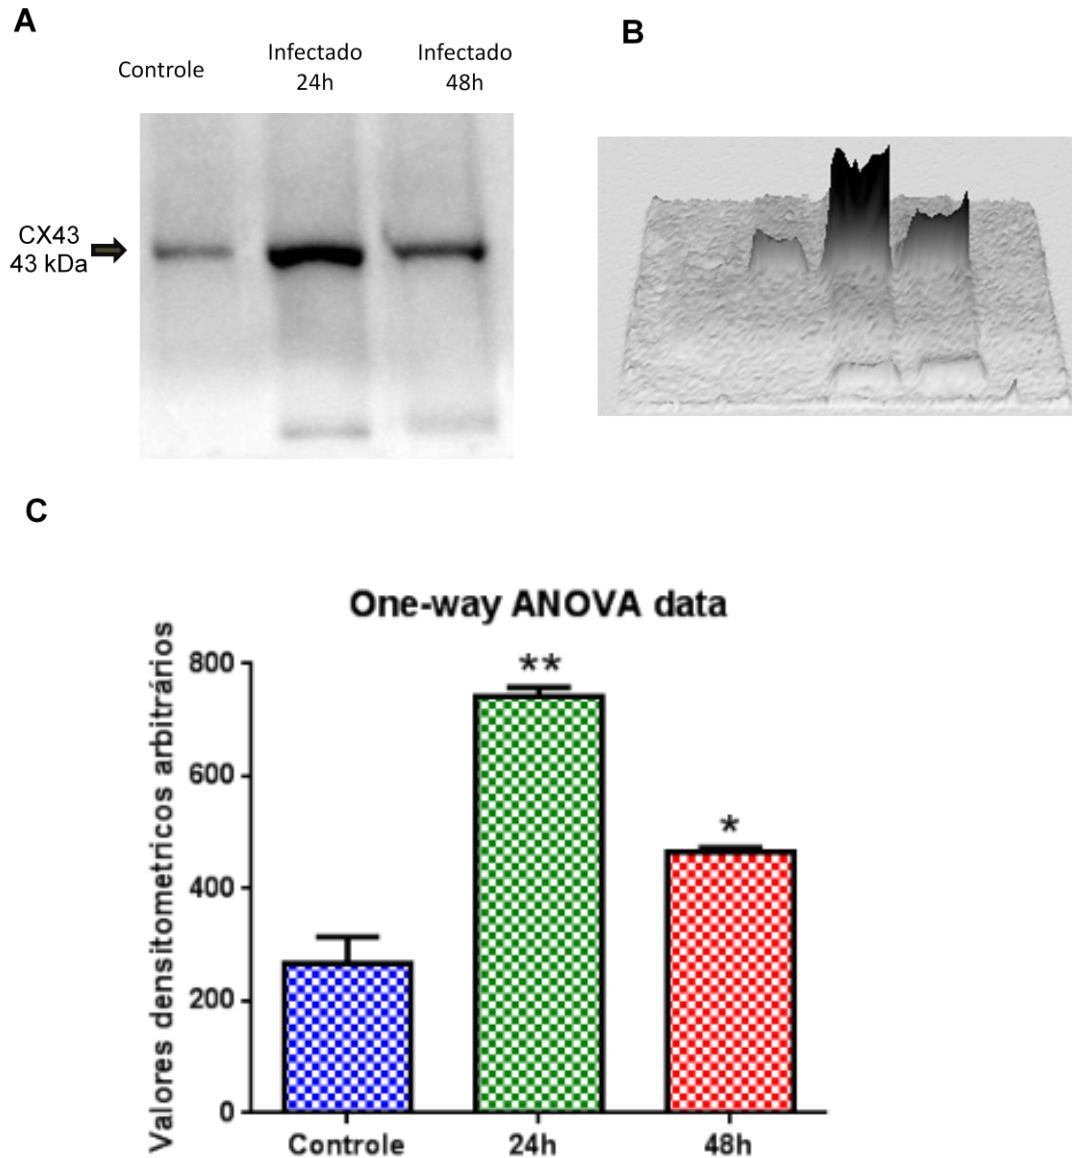 A
B
Controle
Infectado
24h
Infectado
48h
CX43
43 kDa
C
One-way ANOVA data
Valores densitometricos arbitrários
800
600
400
200
0
**
*
Controle
24h
48h